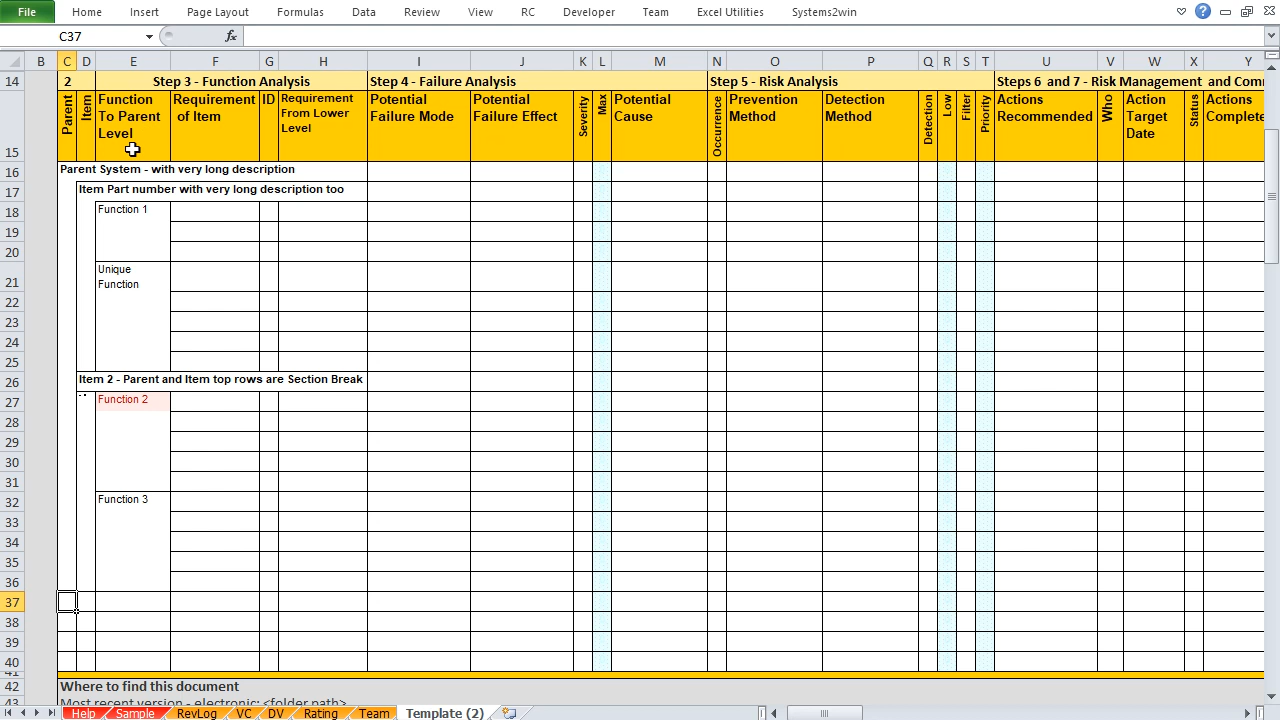 File Home Insert Page Layout Formulas Data Review View RC Developer Team Excel Utilities Systems2win
C37 fx
B C D E F G H I J K L M N O P Q R S T U V W X Y
14 2 Step 3 - Function Analysis Step 4 - Failure Analysis Step 5 - Risk Analysis Steps 6 and 7 - Risk Management and Com
15 Parent Item Function To Parent Level Requirement of Item ID Requirement From Lower Level Potential Failure Mode Potential Failure Effect Severity Max Potential Cause Occurrence Prevention Method Detection Method Detection Low Filter Priority Actions Recommended Who Action Target Date Status Actions Complete
16 Parent System - with very long description
17 Item Part number with very long description too
18 Function 1
19
20
21 Unique Function
22
23
24
25
26 Item 2 - Parent and Item top rows are Section Break
27 Function 2
28
29
30
31
32 Function 3
33
34
35
36
37
38
39
40
41
42 Where to find this document
43 Most recent version - electronic: <folder path>
Help Sample RevLog VC DV Rating Team Template (2)